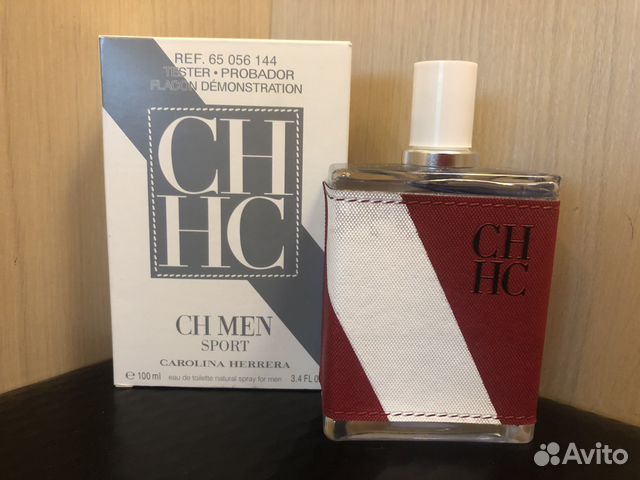 REF. 65 056 144
TESTER • PROBADOR
FLACON DÉMONSTRATION
CH
HC
CH MEN
SPORT
CAROLINA HERRERA
℮ 100 ml eau de toilette natural spray for men 3.4 FL
CH
HC
Avito